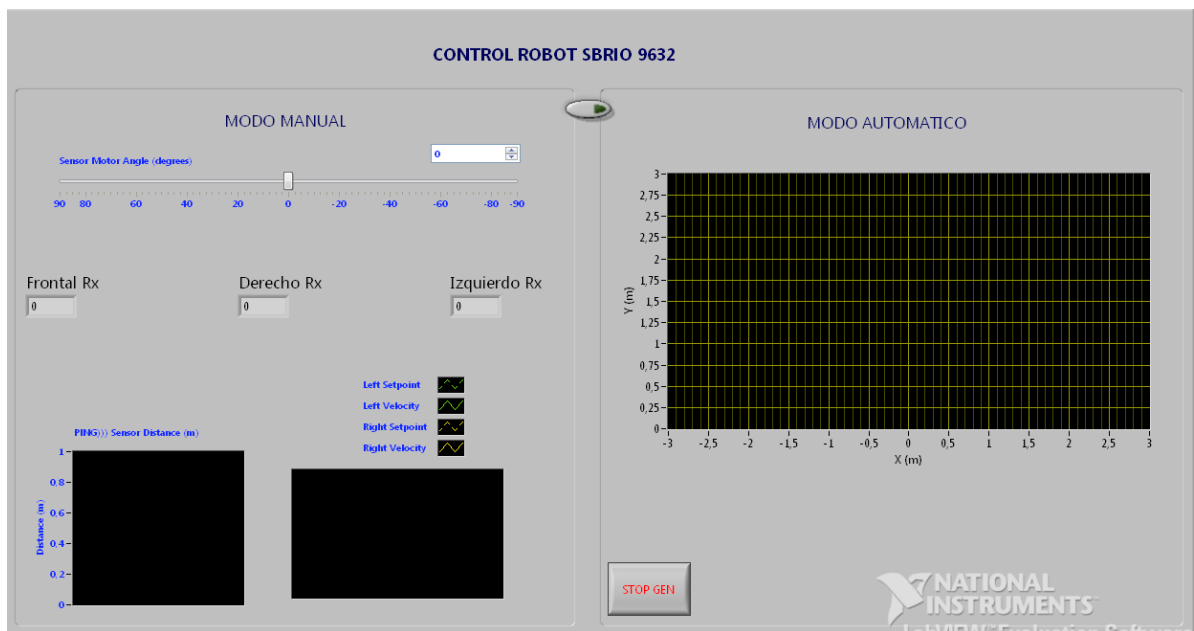 CONTROL ROBOT SBRIO 9632
MODO MANUAL
Sensor Motor Angle (degrees)
0
90 80 60 40 20 0 -20 -40 -60 -80 -90
Frontal Rx
0
Derecho Rx
0
Izquierdo Rx
0
Left Setpoint
Left Velocity
Right Setpoint
Right Velocity
PING))) Sensor Distance (m)
Distance (m)
1
0,8
0,6
0,4
0,2
0
MODO AUTOMATICO
Y (m)
3
2,75
2,5
2,25
2
1,75
1,5
1,25
1
0,75
0,5
0,25
0
-3 -2,5 -2 -1,5 -1 -0,5 0 0,5 1 1,5 2 2,5 3
X (m)
STOP GEN
NATIONAL
INSTRUMENTS
LabVIEW Evaluation Software